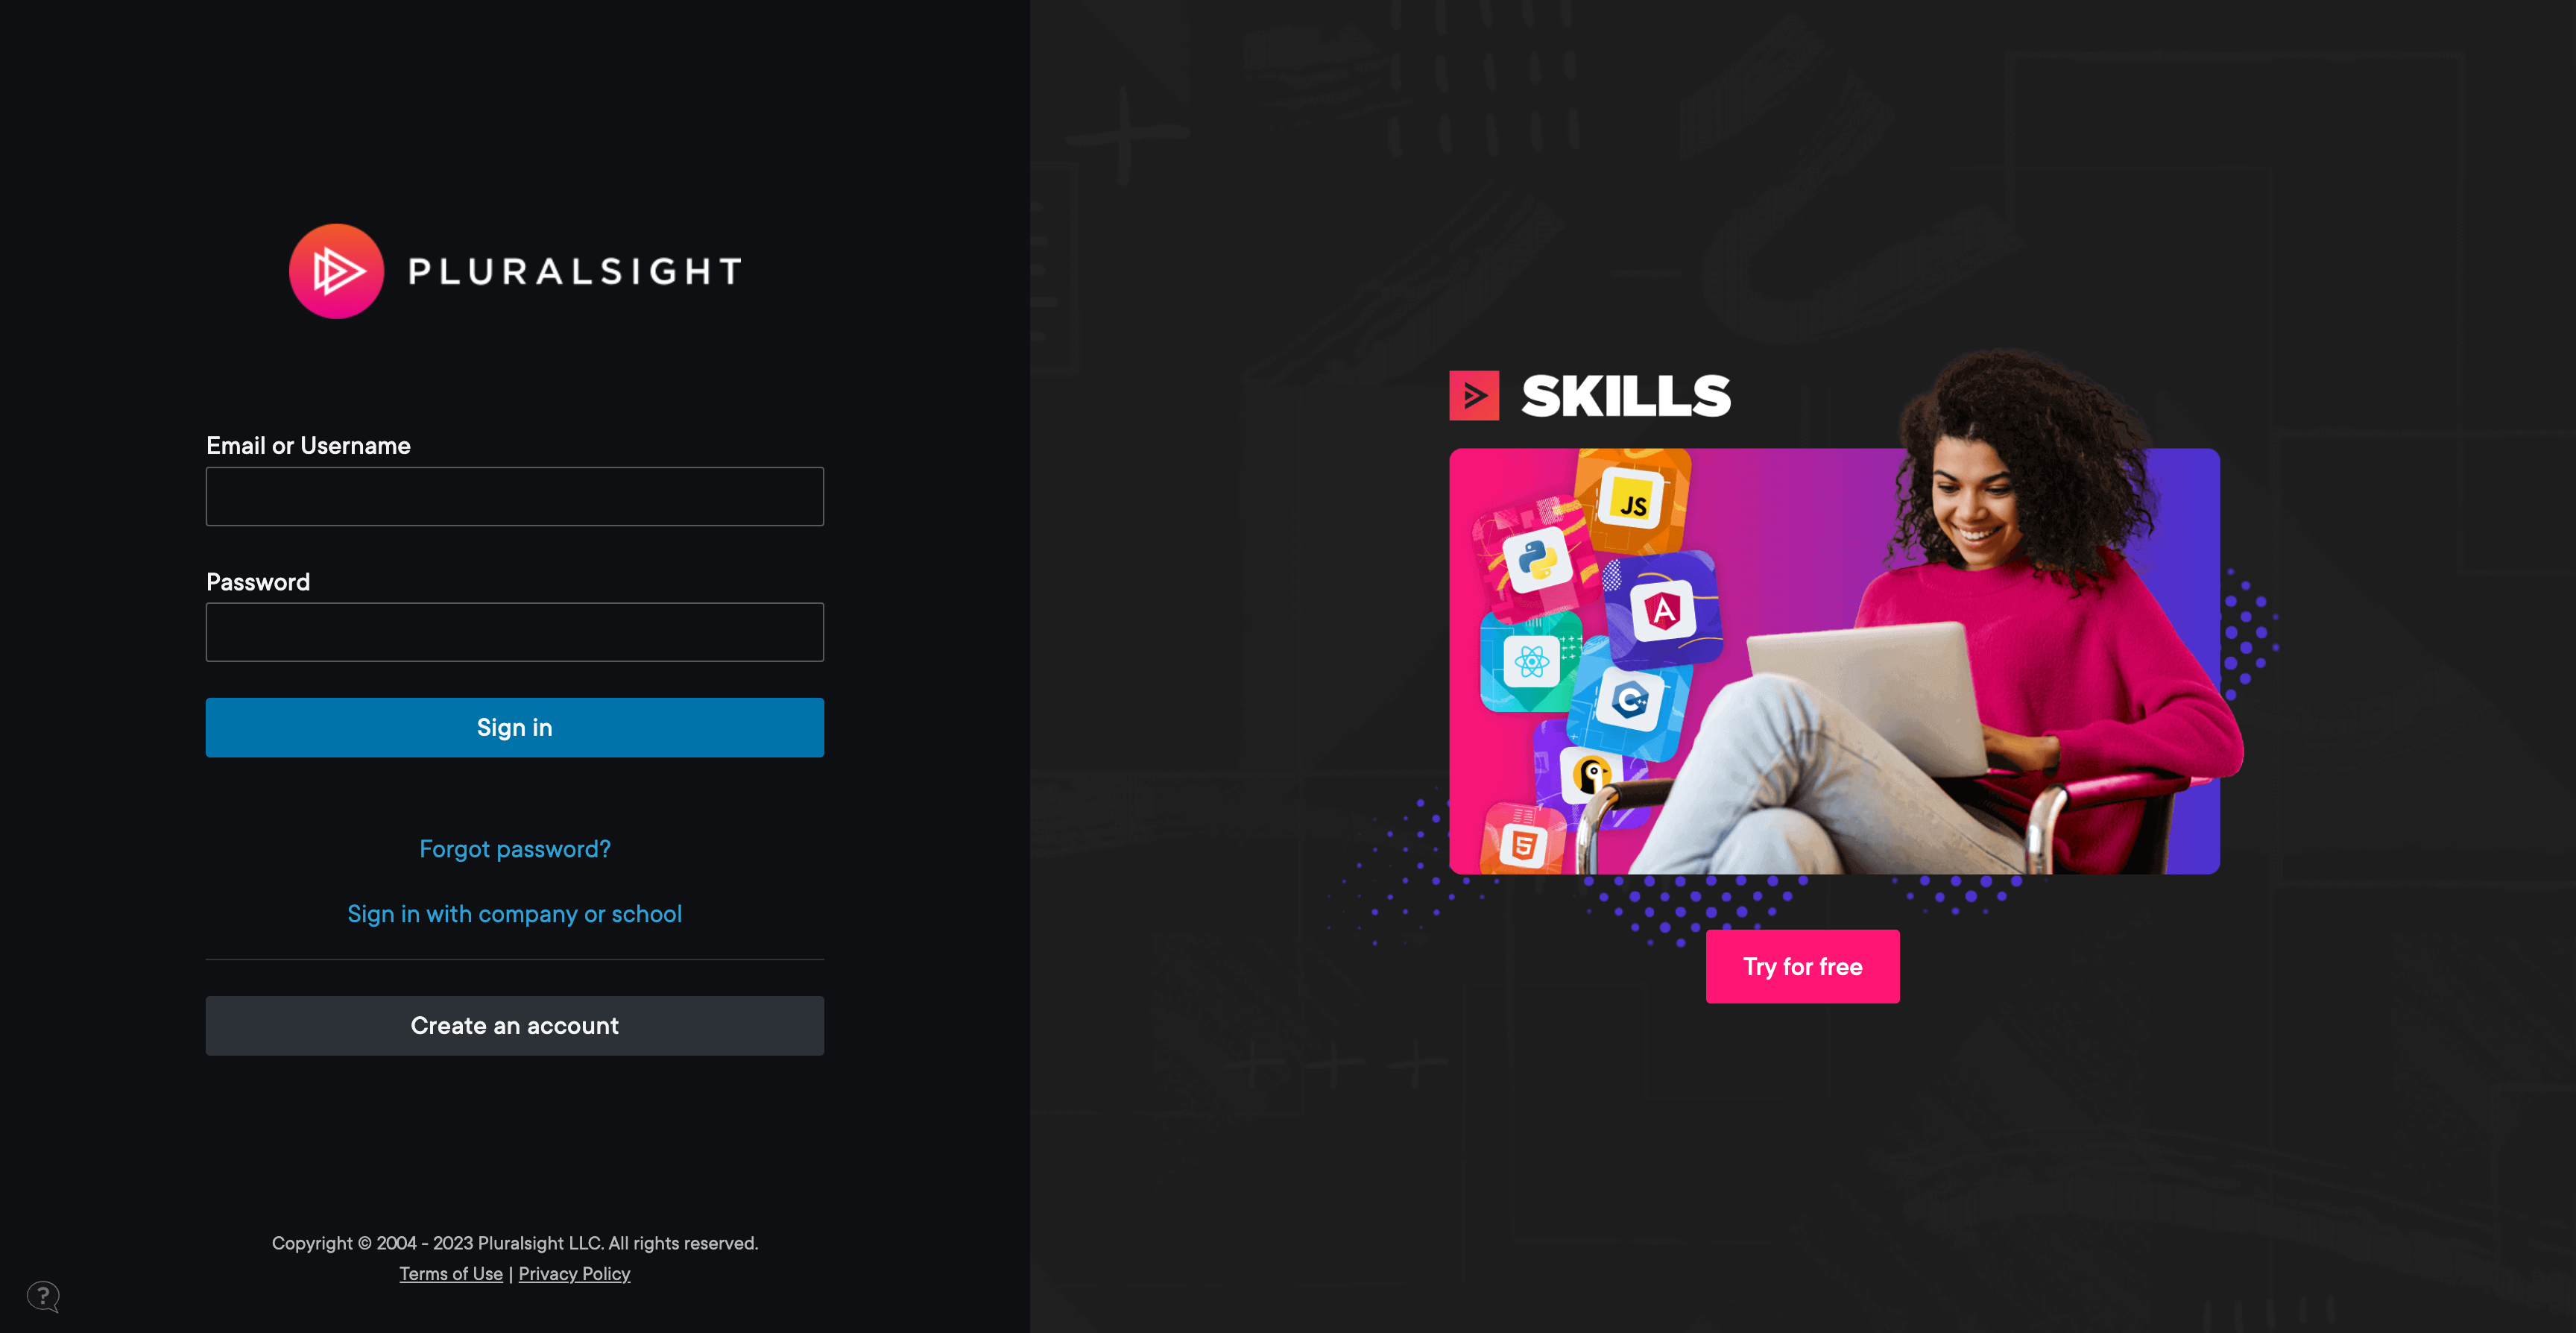 PLURALSIGHT
Email or Username
Password
Sign in
Forgot password?
Sign in with company or school
Create an account
Copyright © 2004 - 2023 Pluralsight LLC. All rights reserved.
Terms of Use | Privacy Policy
?
SKILLS
JS
A
C++
5
Try for free